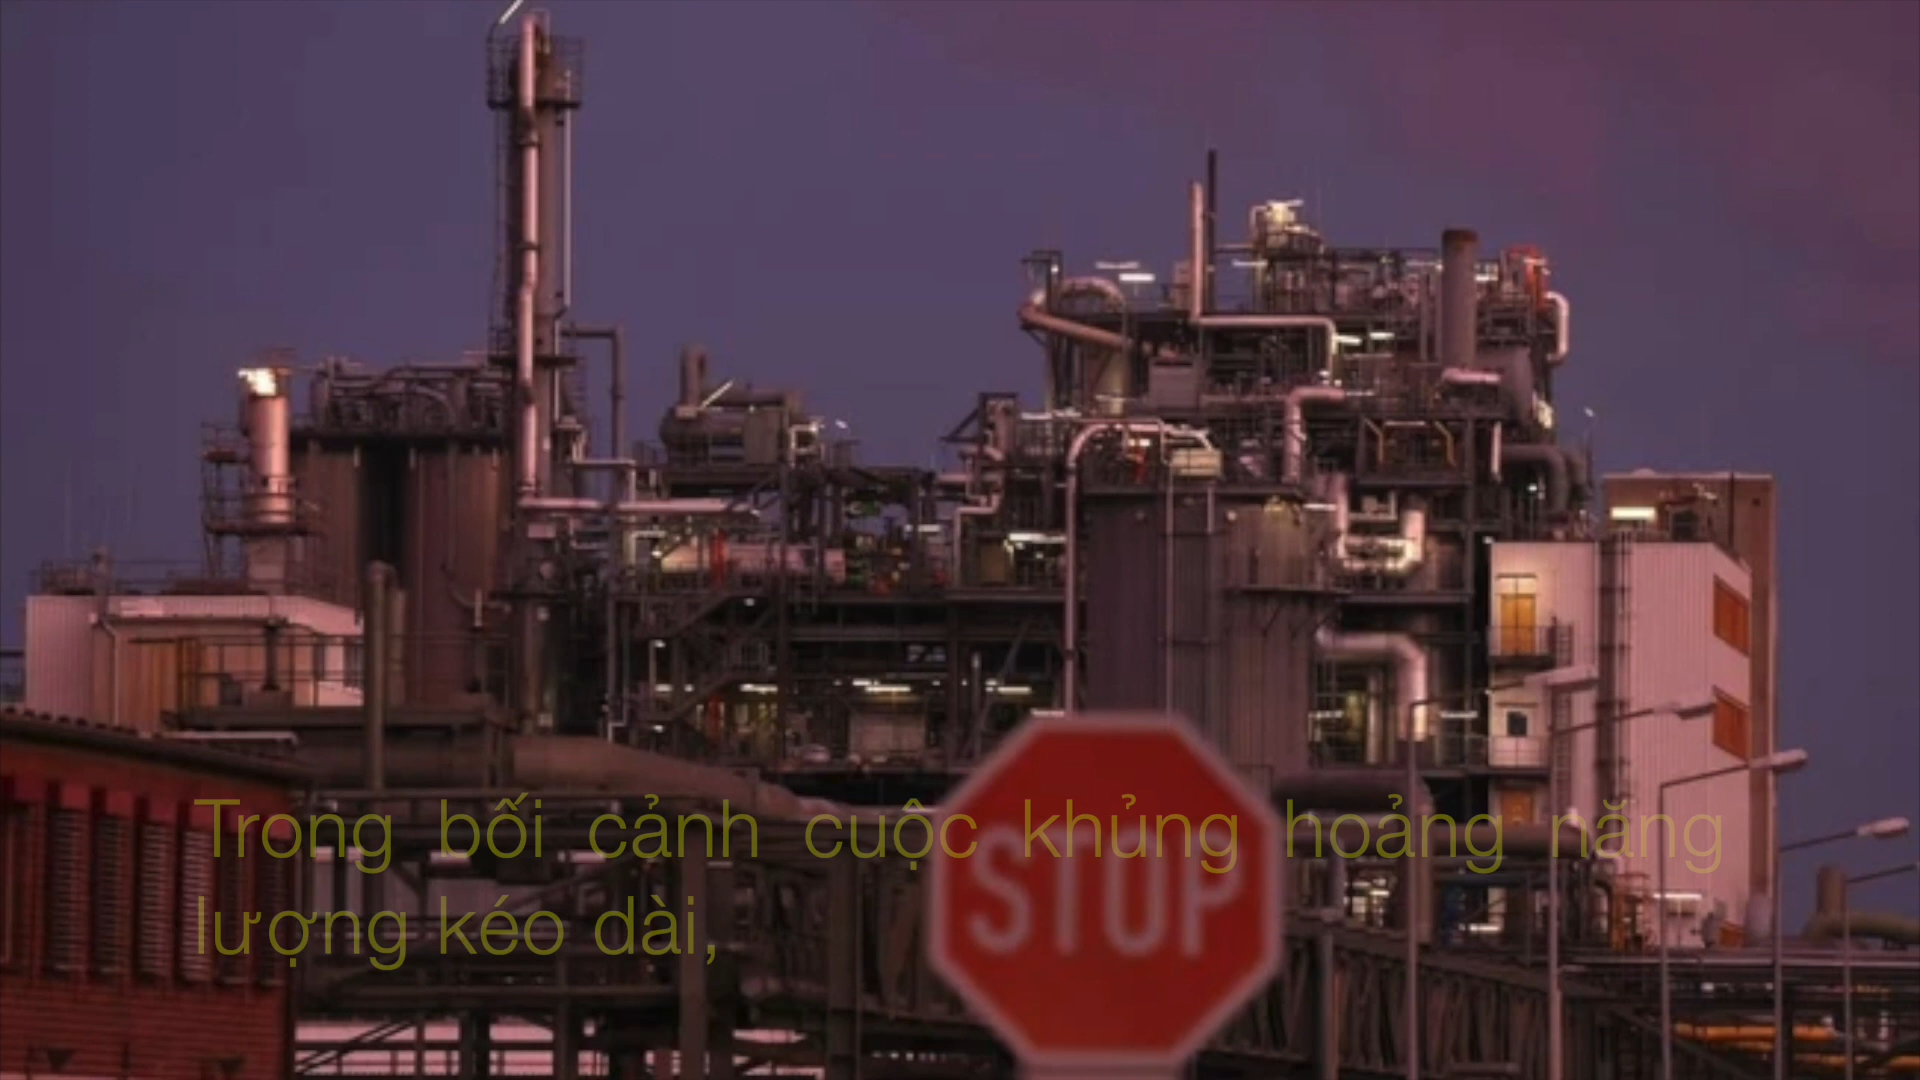 Trong bối cảnh cuộc khủng hoảng năng
lượng kéo dài,
STOP